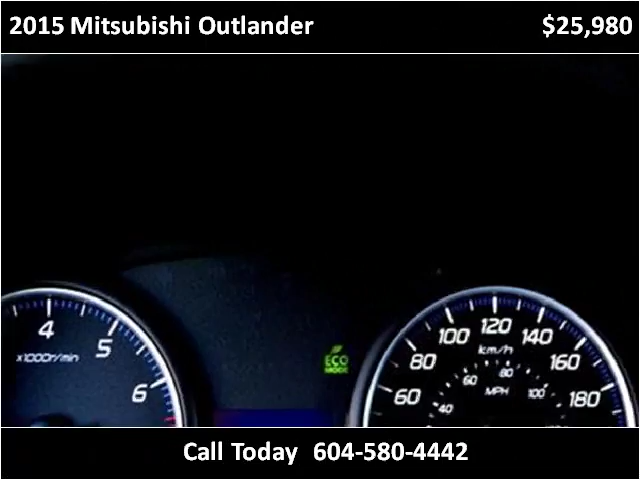 2015 Mitsubishi Outlander $25,980
4 5 6
x1000r/min
ECO
MODE
60 80 100 120 140 160 180
km/h
40 60 80 100
MPH
Call Today 604-580-4442